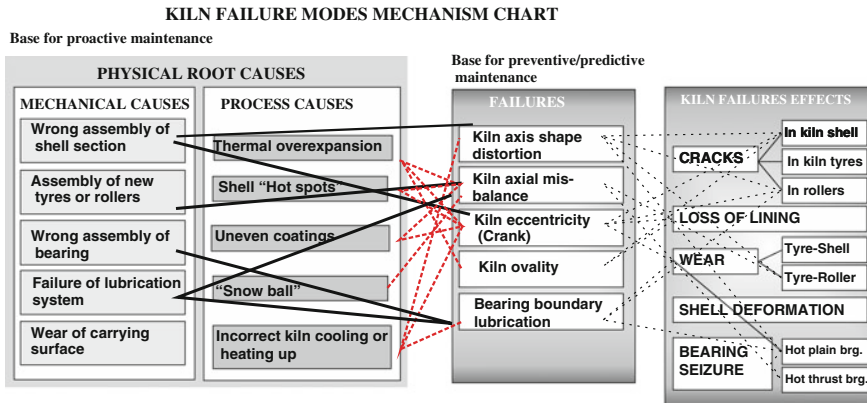 KILN FAILURE MODES MECHANISM CHART
Base for proactive maintenance
PHYSICAL ROOT CAUSES
MECHANICAL CAUSES
Wrong assembly of
shell section
Assembly of new
tyres or rollers
Wrong assembly of
bearing
Failure of lubrication
system
Wear of carrying
surface
PROCESS CAUSES
Thermal overexpansion
Shell "Hot spots"
Uneven coatings
"Snow ball"
Incorrect kiln cooling or
heating up
Base for preventive/predictive
maintenance
FAILURES
Kiln axis shape
distortion
Kiln axial mis-
balance
Kiln eccentricity
(Crank)
Kiln ovality
Bearing boundary
lubrication
KILN FAILURES EFFECTS
CRACKS
In kiln shell
In kiln tyres
In rollers
LOSS OF LINING
WEAR
Tyre-Shell
Tyre-Roller
SHELL DEFORMATION
BEARING
SEIZURE
Hot plain brg.
Hot thrust brg.